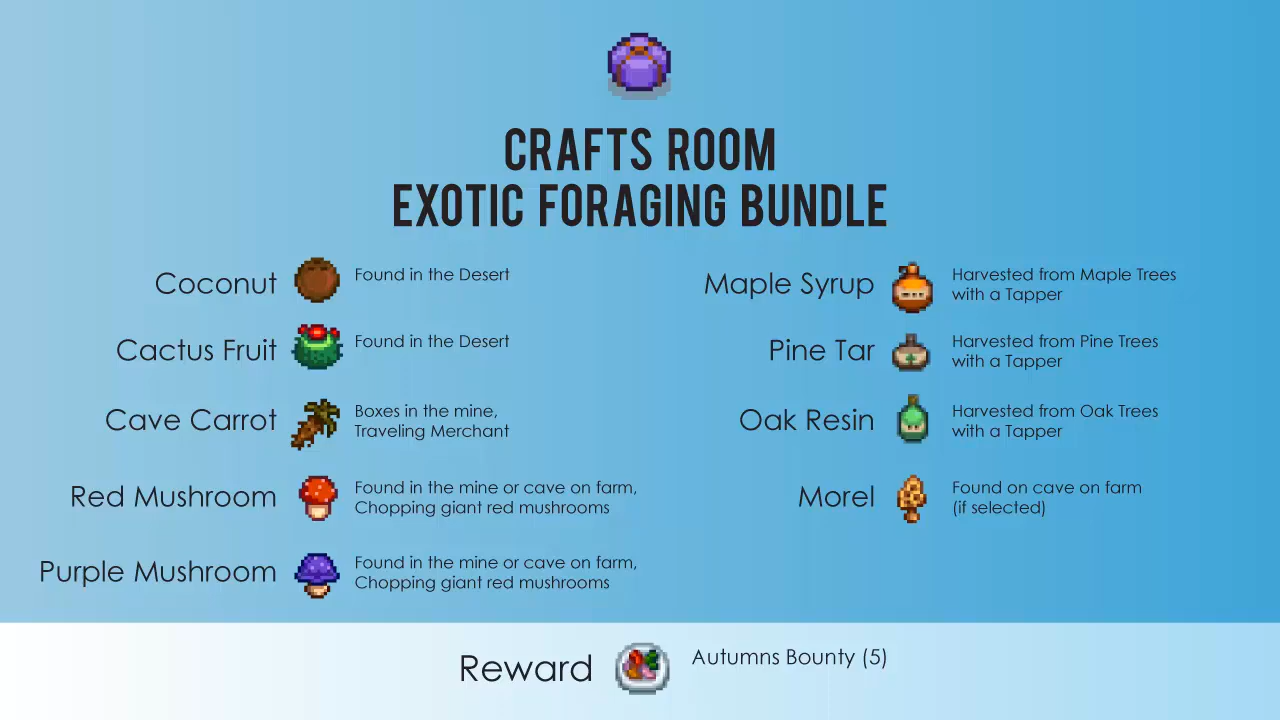 CRAFTS ROOM
EXOTIC FORAGING BUNDLE
Coconut
Found in the Desert
Cactus Fruit
Found in the Desert
Cave Carrot
Boxes in the mine,
Traveling Merchant
Red Mushroom
Found in the mine or cave on farm,
Chopping giant red mushrooms
Purple Mushroom
Found in the mine or cave on farm,
Chopping giant red mushrooms
Maple Syrup
Harvested from Maple Trees
with a Tapper
Pine Tar
Harvested from Pine Trees
with a Tapper
Oak Resin
Harvested from Oak Trees
with a Tapper
Morel
Found on cave on farm
(if selected)
Reward
Autumns Bounty (5)